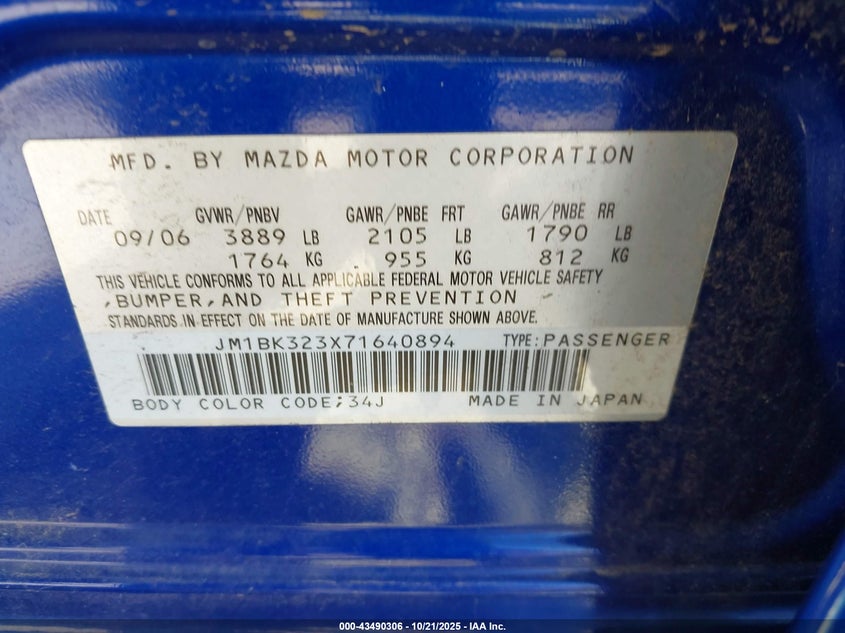 MFD. BY MAZDA MOTOR CORPORATION
DATE GVWR/PNBV GAWR/PNBE FRT GAWR/PNBE RR
09/06 3889 LB 2105 LB 1790 LB
1764 KG 955 KG 812 KG
THIS VEHICLE CONFORMS TO ALL APPLICABLE FEDERAL MOTOR VEHICLE SAFETY
,BUMPER,AND THEFT PREVENTION
STANDARDS IN EFFECT ON THE DATE OF MANUFACTURE SHOWN ABOVE.
JM1BK323X71640894 TYPE:PASSENGER
BODY COLOR CODE;34J MADE IN JAPAN
000-43490306 - 10/21/2025 - IAA Inc.